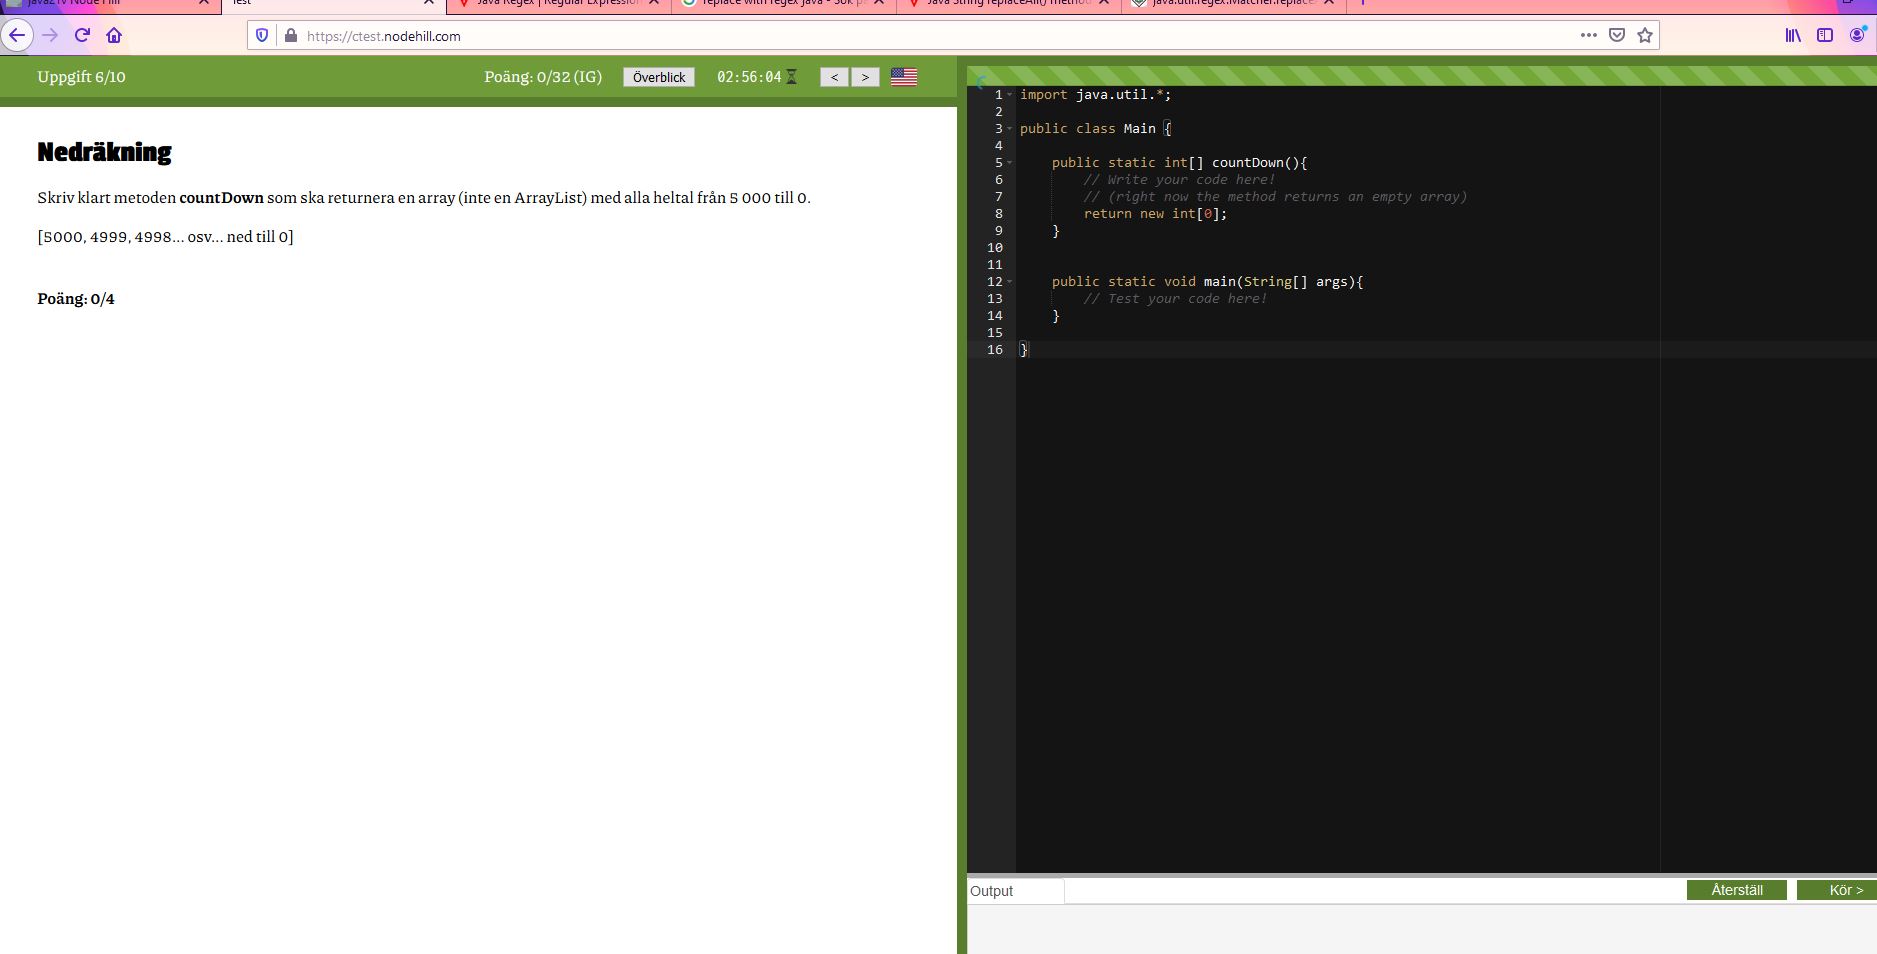 java21v Node Hill
Test
Java Regex | Regular Expression
replace with regex java - Sök på
Java String replaceAll() method
java.util.regex.Matcher.replace
https://ctest.nodehill.com
Uppgift 6/10
Poäng: 0/32 (IG)
Överblick
02:56:04
<
>
Nedräkning
Skriv klart metoden countDown som ska returnera en array (inte en ArrayList) med alla heltal från 5 000 till 0.
[5000, 4999, 4998... osv... ned till 0]
Poäng: 0/4
1 import java.util.*;
2
3 public class Main {
4
5 public static int[] countDown(){
6 // Write your code here!
7 // (right now the method returns an empty array)
8 return new int[0];
9 }
10
11
12 public static void main(String[] args){
13 // Test your code here!
14 }
15
16 }
Output
Återställ
Kör >